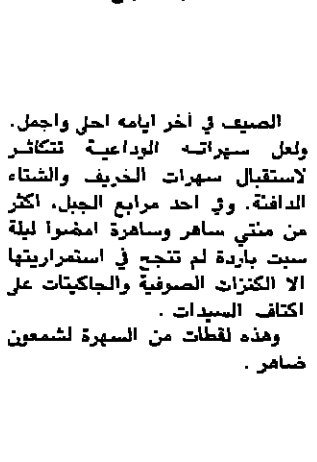 الصيف في آخر ايامه احلى واجمل.
ولعل سهراته الوداعية تتكاثر
لاستقبال سهرات الخريف والشتاء
الدافئة. وفي احد مرابع الجبل، اكثر
من مئتي ساهر وساهرة امضوا ليلة
سبت باردة لم تنجح في استمراريتها
الا الكنزات الصوفية والجاكيتات على
اكتاف السيدات .
وهذه لقطات من السهرة لشمعون
ضاهر .